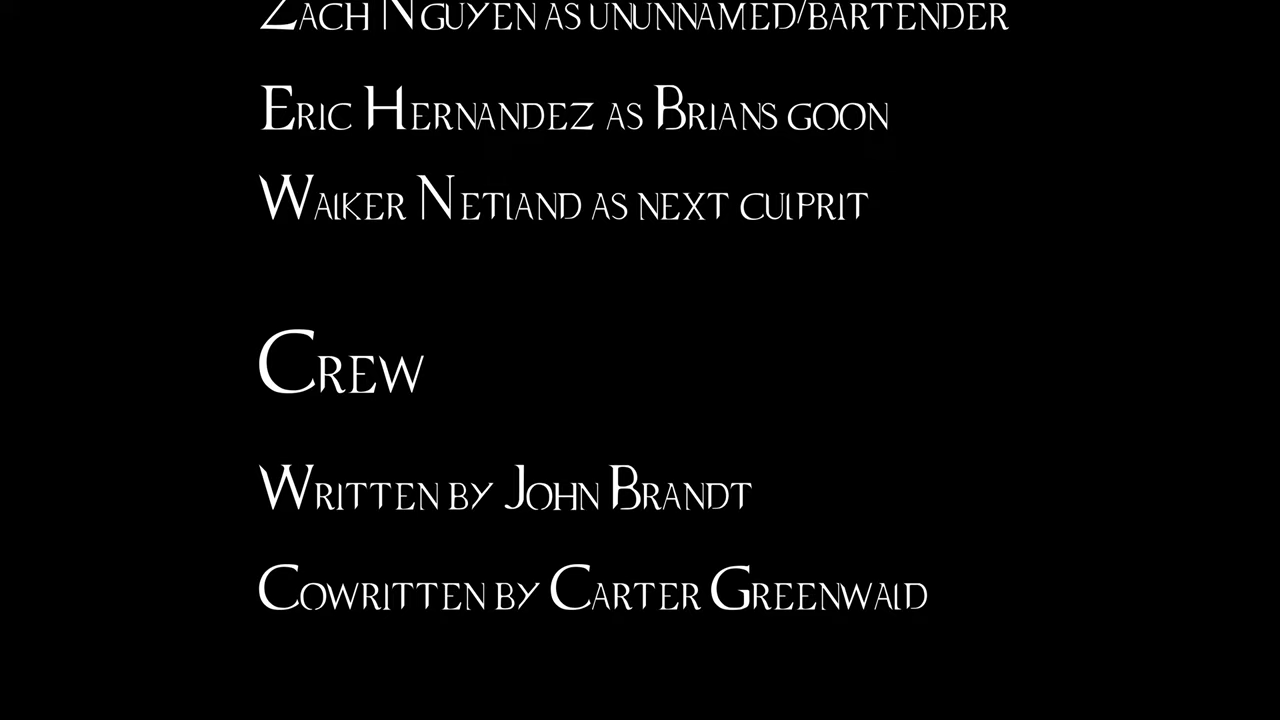 Zach Nguyen as ununnamed/bartender
Eric Hernandez as Brians goon
Walker Netland as next culprit
Crew
Written by John Brandt
Cowritten by Carter Greenwald